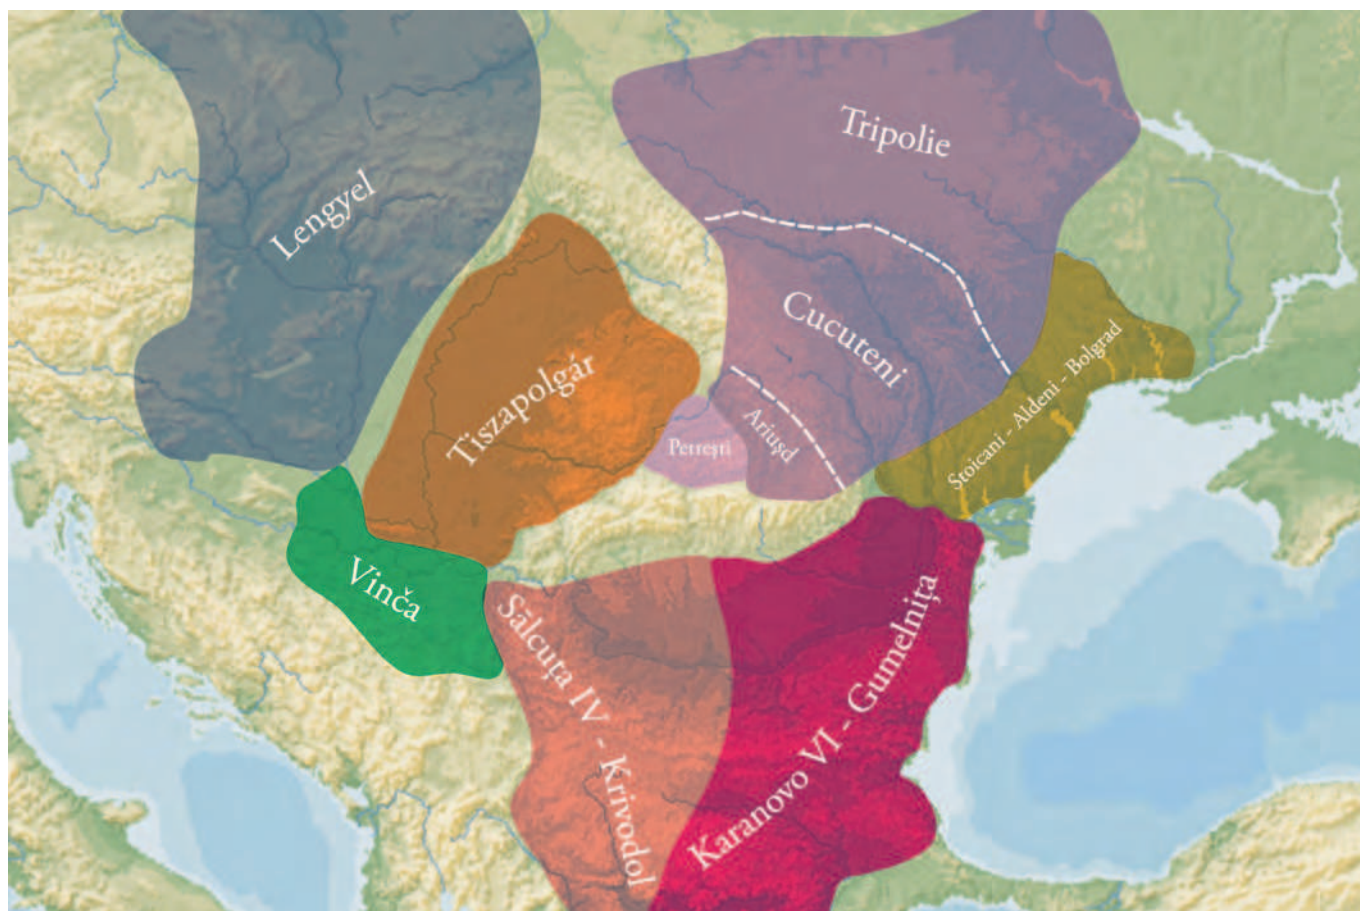 Tripolie
Lengyel
Cucuteni
Stoicani - Aldeni - Bolgrad
Tiszapolgár
Ariușd
Petrești
Vinča
Sălcuța IV - Krivodol
Karanovo VI - Gumelnița